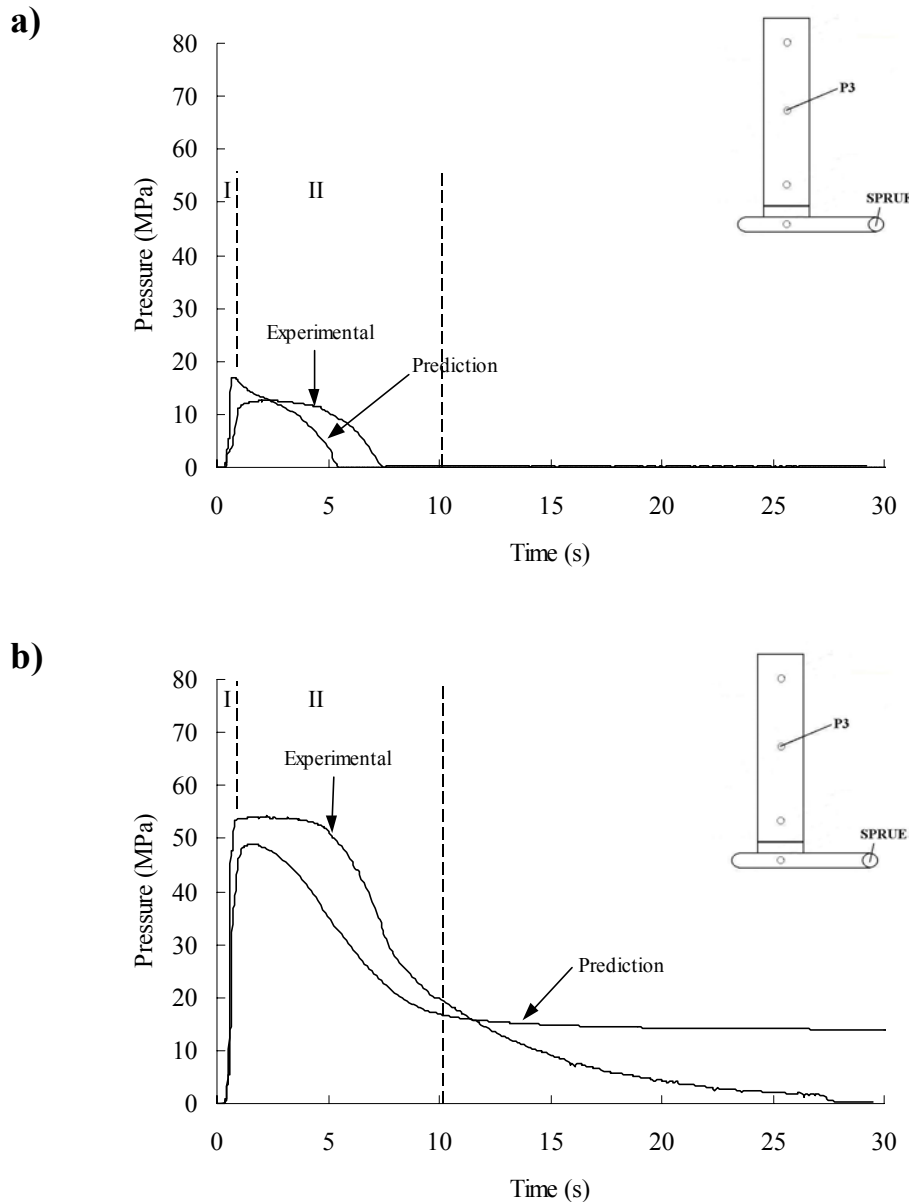 a)
80
70
60
50
40
30
20
10
0
Pressure (MPa)
I
II
Experimental
Prediction
P3
SPRUE
0 5 10 15 20 25 30
Time (s)
b)
80
70
60
50
40
30
20
10
0
Pressure (MPa)
I
II
Experimental
Prediction
P3
SPRUE
0 5 10 15 20 25 30
Time (s)